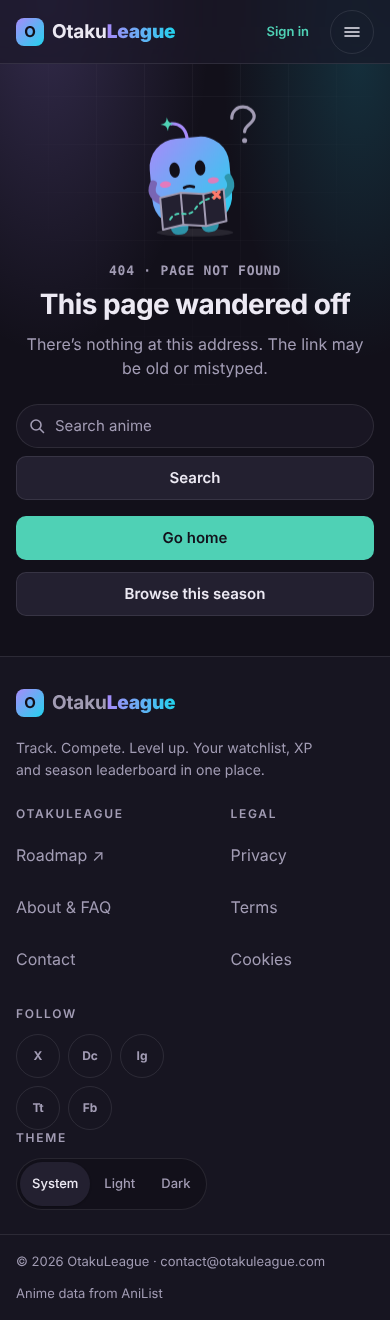 O OtakuLeague
Sign in
?
404 · PAGE NOT FOUND
This page wandered off
There’s nothing at this address. The link may
be old or mistyped.
Search anime
Search
Go home
Browse this season
O OtakuLeague
Track. Compete. Level up. Your watchlist, XP
and season leaderboard in one place.
OTAKULEAGUE
Roadmap ↗
About & FAQ
Contact
LEGAL
Privacy
Terms
Cookies
FOLLOW
X Dc Ig
Tt Fb
THEME
System Light Dark
© 2026 OtakuLeague · contact@otakuleague.com
Anime data from AniList